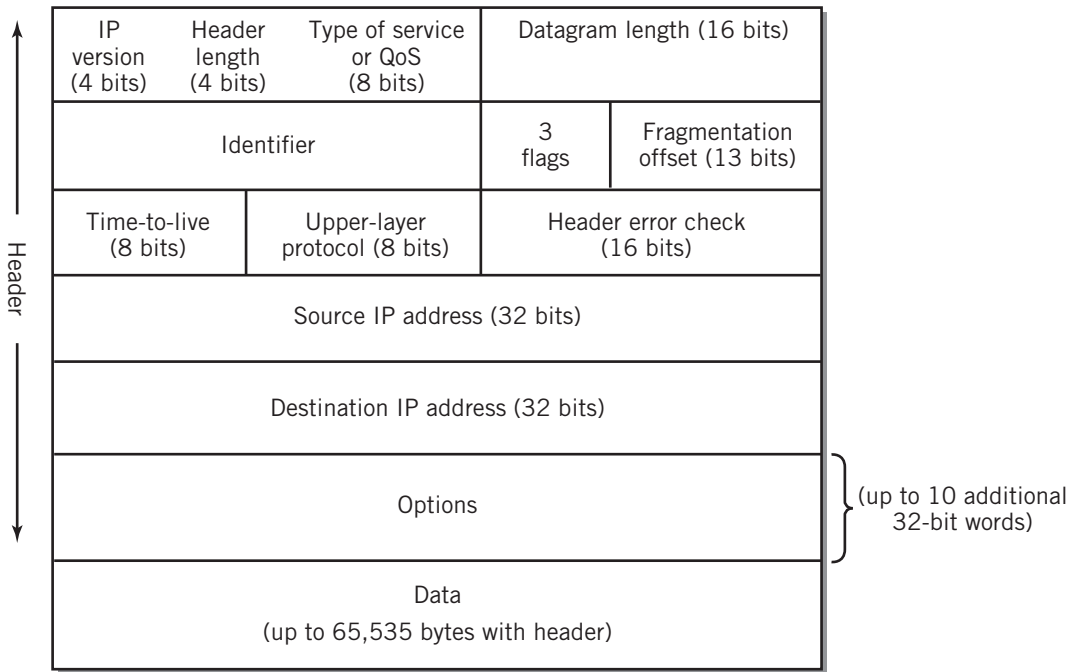 IP
version
(4 bits)
Header
length
(4 bits)
Type of service
or QoS
(8 bits)
Datagram length (16 bits)
Identifier
3
flags
Fragmentation
offset (13 bits)
Time-to-live
(8 bits)
Upper-layer
protocol (8 bits)
Header error check
(16 bits)
Header
Source IP address (32 bits)
Destination IP address (32 bits)
Options
(up to 10 additional
32-bit words)
Data
(up to 65,535 bytes with header)